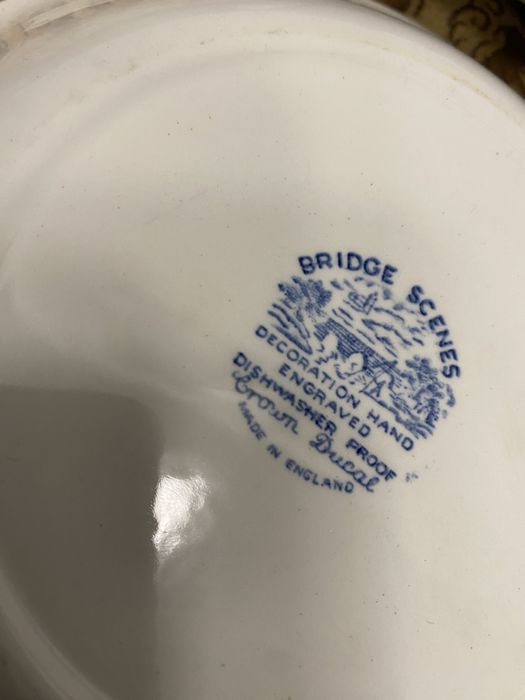 BRIDGE SCENES
DECORATION HAND
ENGRAVED
DISHWASHER PROOF
Crown Ducal
MADE IN ENGLAND